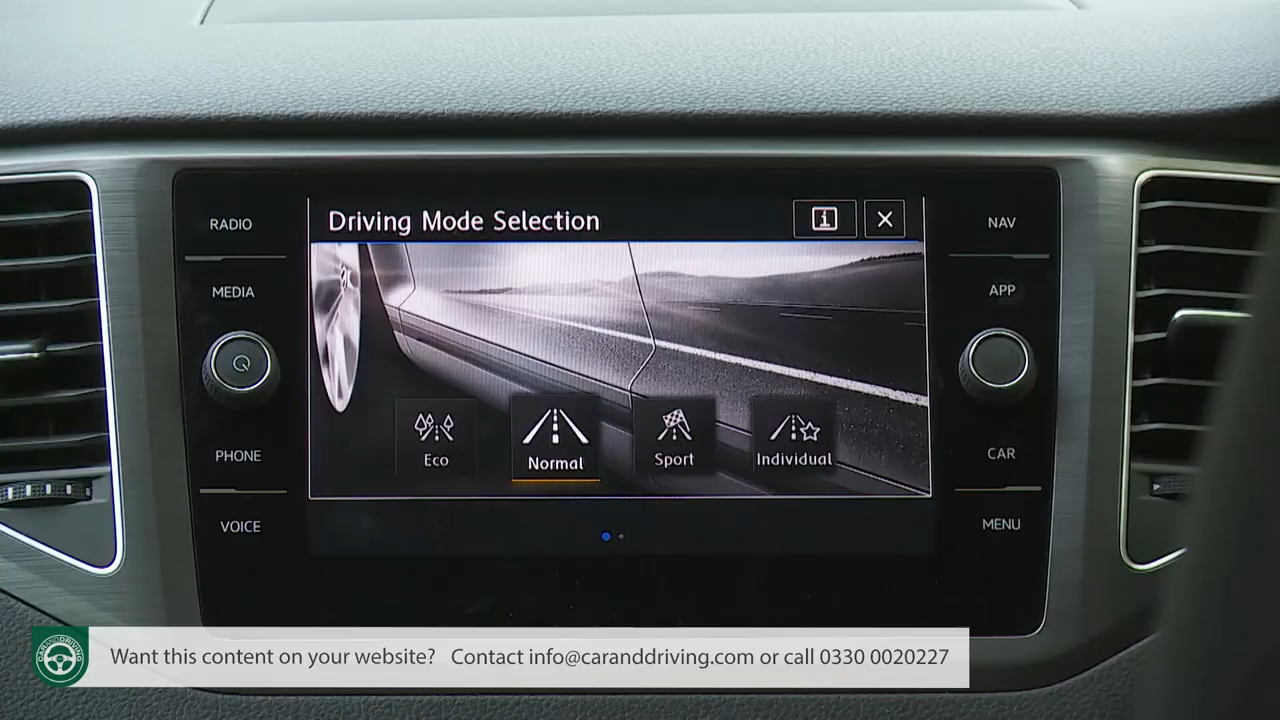 Driving Mode Selection
RADIO
MEDIA
PHONE
VOICE
NAV
APP
CAR
MENU
Eco
Normal
Sport
Individual
CARANDDRIVING
Want this content on your website? Contact info@caranddriving.com or call 0330 0020227